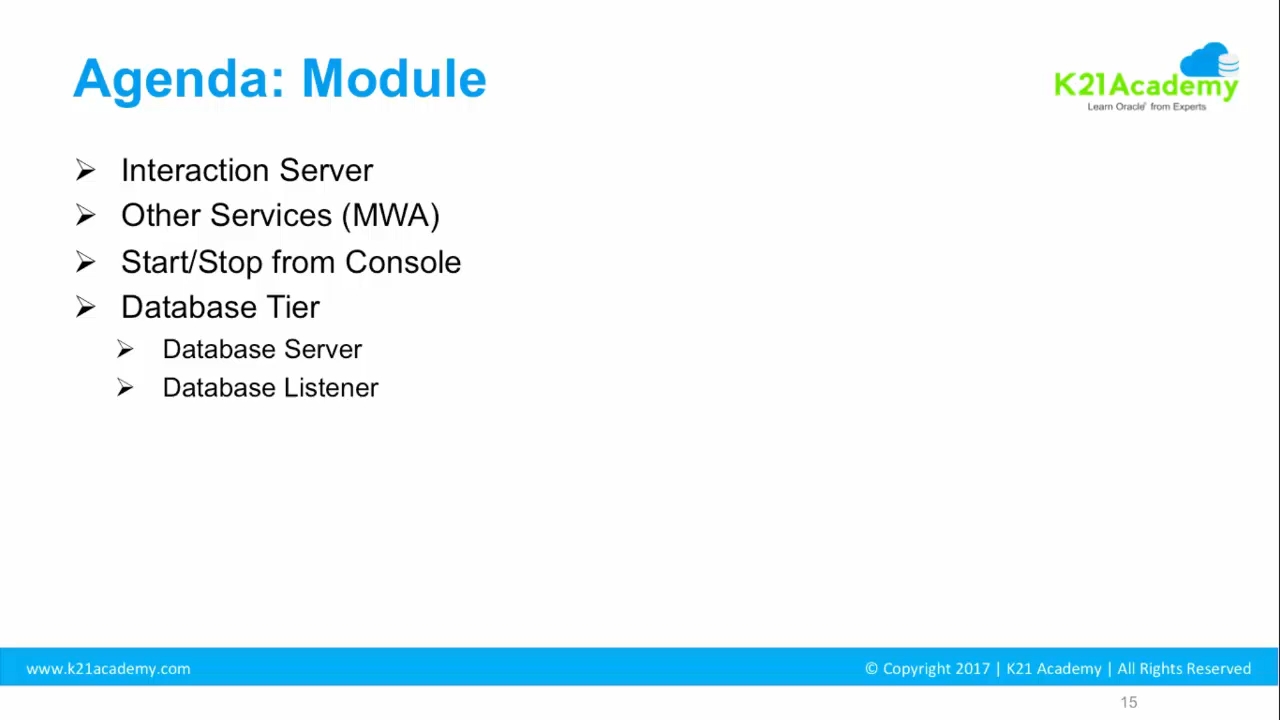 Agenda: Module
K21Academy
Learn Oracle® from Experts
➢ Interaction Server
➢ Other Services (MWA)
➢ Start/Stop from Console
➢ Database Tier
➢ Database Server
➢ Database Listener
www.k21academy.com
© Copyright 2017 | K21 Academy | All Rights Reserved
15